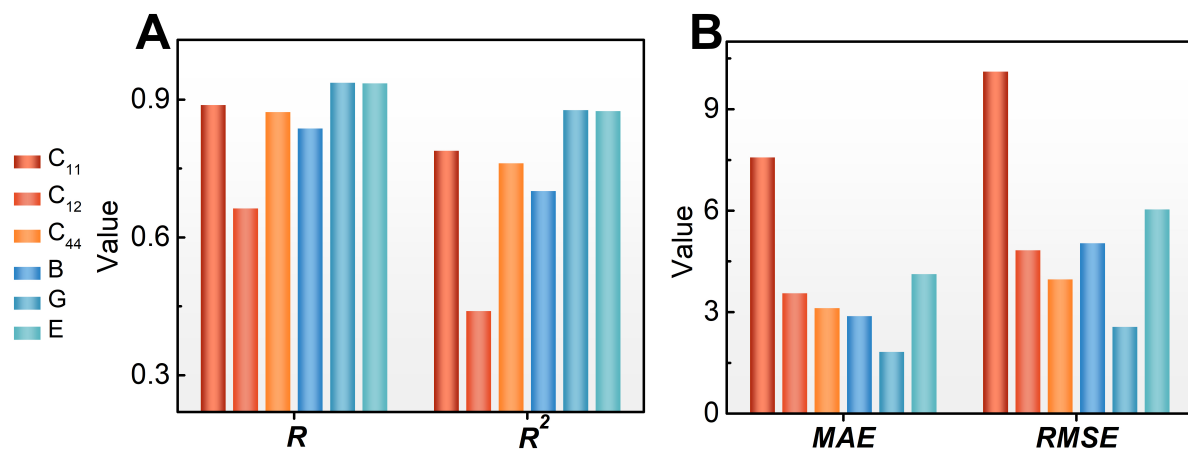 A
0.9
0.6
0.3
Value
R
R²
C₁₁
C₁₂
C₄₄
B
G
E
B
9
6
3
0
Value
MAE
RMSE